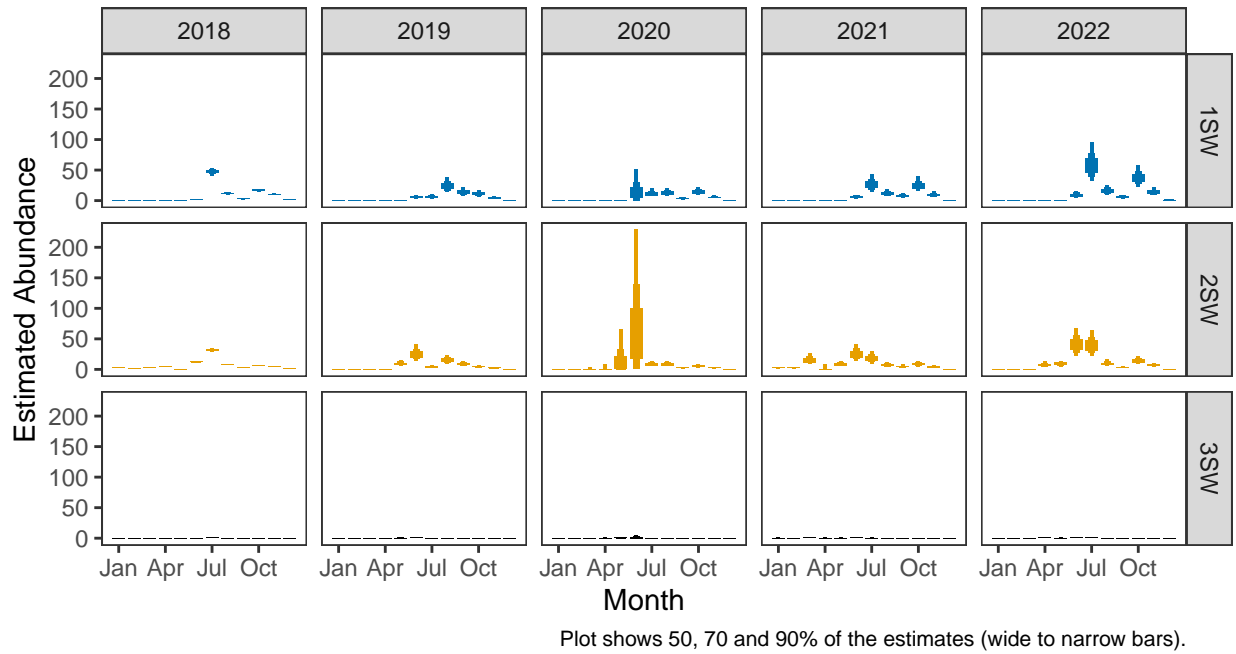 2018 2019 2020 2021 2022
200
150
100
50
0
1SW
200
150
100
50
0
2SW
200
150
100
50
0
3SW
Estimated Abundance
Jan Apr Jul Oct Jan Apr Jul Oct Jan Apr Jul Oct Jan Apr Jul Oct Jan Apr Jul Oct
Month
Plot shows 50, 70 and 90% of the estimates (wide to narrow bars).